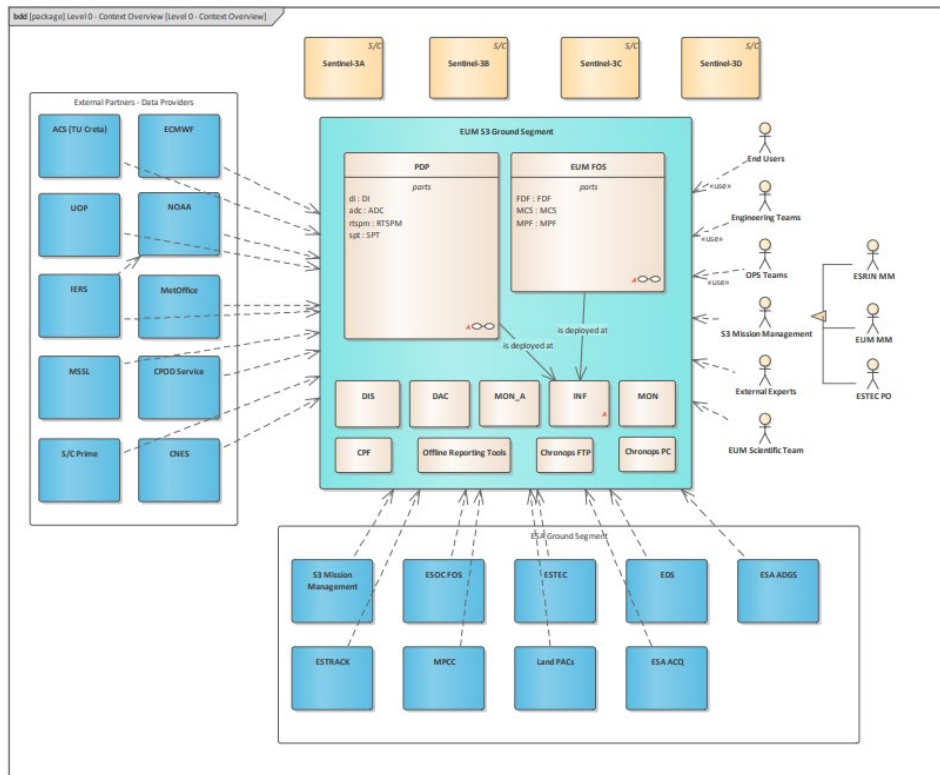 bdd [package] Level 0 - Context Overview [Level 0 - Context Overview]
S/C
Sentinel-3A
S/C
Sentinel-3B
S/C
Sentinel-3C
S/C
Sentinel-3D
External Partners - Data Providers
ACS (TU Creta)
ECMWF
UOP
NOAA
IERS
MetOffice
MSSL
CPOD Service
S/C Prime
CNES
EUM S3 Ground Segment
PDP
parts
di : DI
adc : ADC
rtspm : RTSPM
spt : SPT
A
EUM FOS
parts
FDF : FDF
MCS : MCS
MPF : MPF
A
is deployed at
is deployed at
DIS
DAC
MON_A
INF
A
MON
CPF
Offline Reporting Tools
Chronops FTP
Chronops PC
End Users
«use»
Engineering Teams
«use»
OPS Teams
«use»
S3 Mission Management
External Experts
EUM Scientific Team
ESRIN MM
EUM MM
ESTEC PO
ESA Ground Segment
S3 Mission
Management
ESOC FOS
ESTEC
EDS
ESA ADGS
ESTRACK
MPCC
Land PACs
ESA ACQ